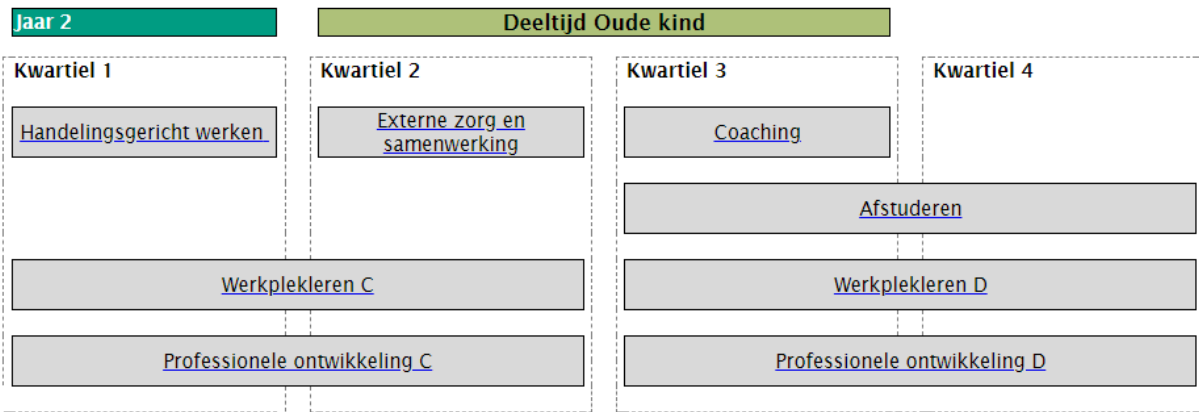 Jaar 2
Deeltijd Oude kind
Kwartiel 1
Kwartiel 2
Kwartiel 3
Kwartiel 4
Handelingsgericht werken
Externe zorg en
samenwerking
Coaching
Afstuderen
Werkplekleren C
Werkplekleren D
Professionele ontwikkeling C
Professionele ontwikkeling D